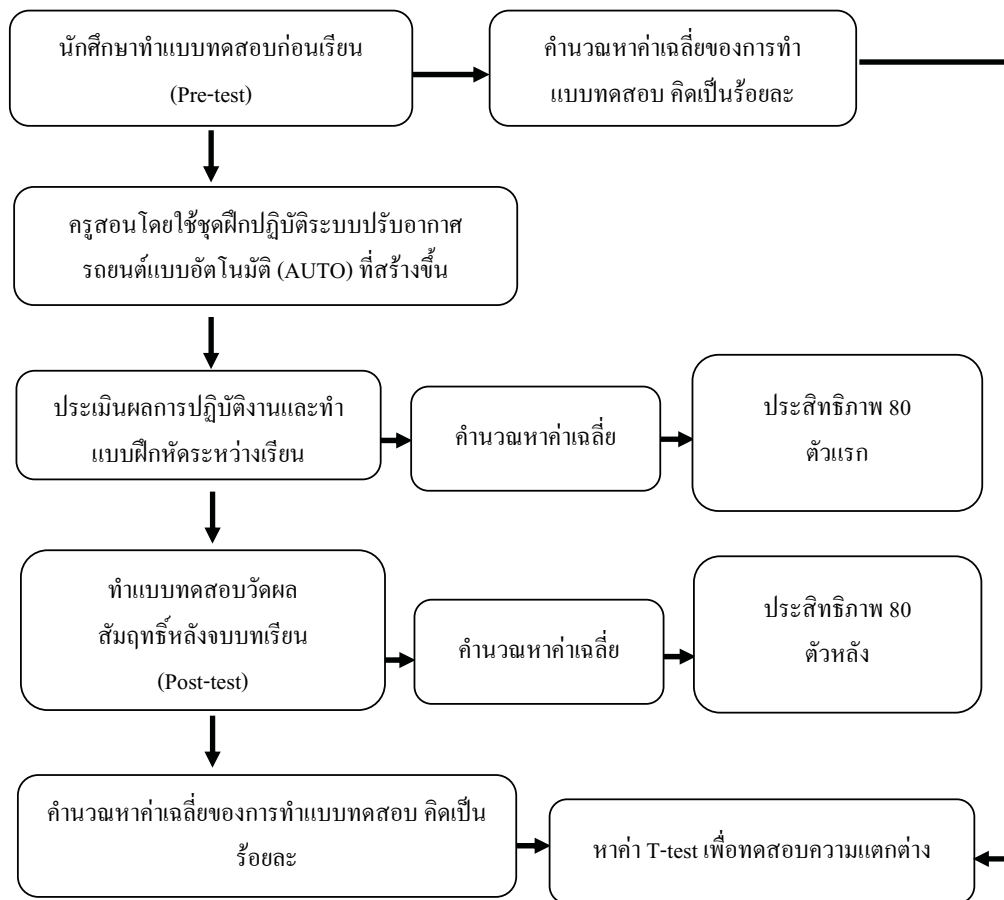 นักศึกษาทำแบบทดสอบก่อนเรียน
(Pre-test)
คำนวณหาค่าเฉลี่ยของการทำ
แบบทดสอบ คิดเป็นร้อยละ
ครูสอนโดยใช้ชุดฝึกปฏิบัติระบบปรับอากาศ
รถยนต์แบบอัตโนมัติ (AUTO) ที่สร้างขึ้น
ประเมินผลการปฏิบัติงานและทำ
แบบฝึกหัดระหว่างเรียน
คำนวณหาค่าเฉลี่ย
ประสิทธิภาพ 80
ตัวแรก
ทำแบบทดสอบวัดผล
สัมฤทธิ์หลังจบบทเรียน
(Post-test)
คำนวณหาค่าเฉลี่ย
ประสิทธิภาพ 80
ตัวหลัง
คำนวณหาค่าเฉลี่ยของการทำแบบทดสอบ คิดเป็น
ร้อยละ
หาค่า T-test เพื่อทดสอบความแตกต่าง